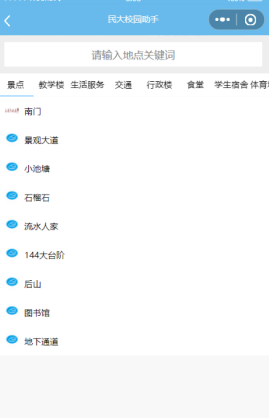 民大校园助手
请输入地点关键词
景点 教学楼 生活服务 交通 行政楼 食堂 学生宿舍 体育
南门
景观大道
小池塘
石榴石
流水人家
144大台阶
后山
图书馆
地下通道